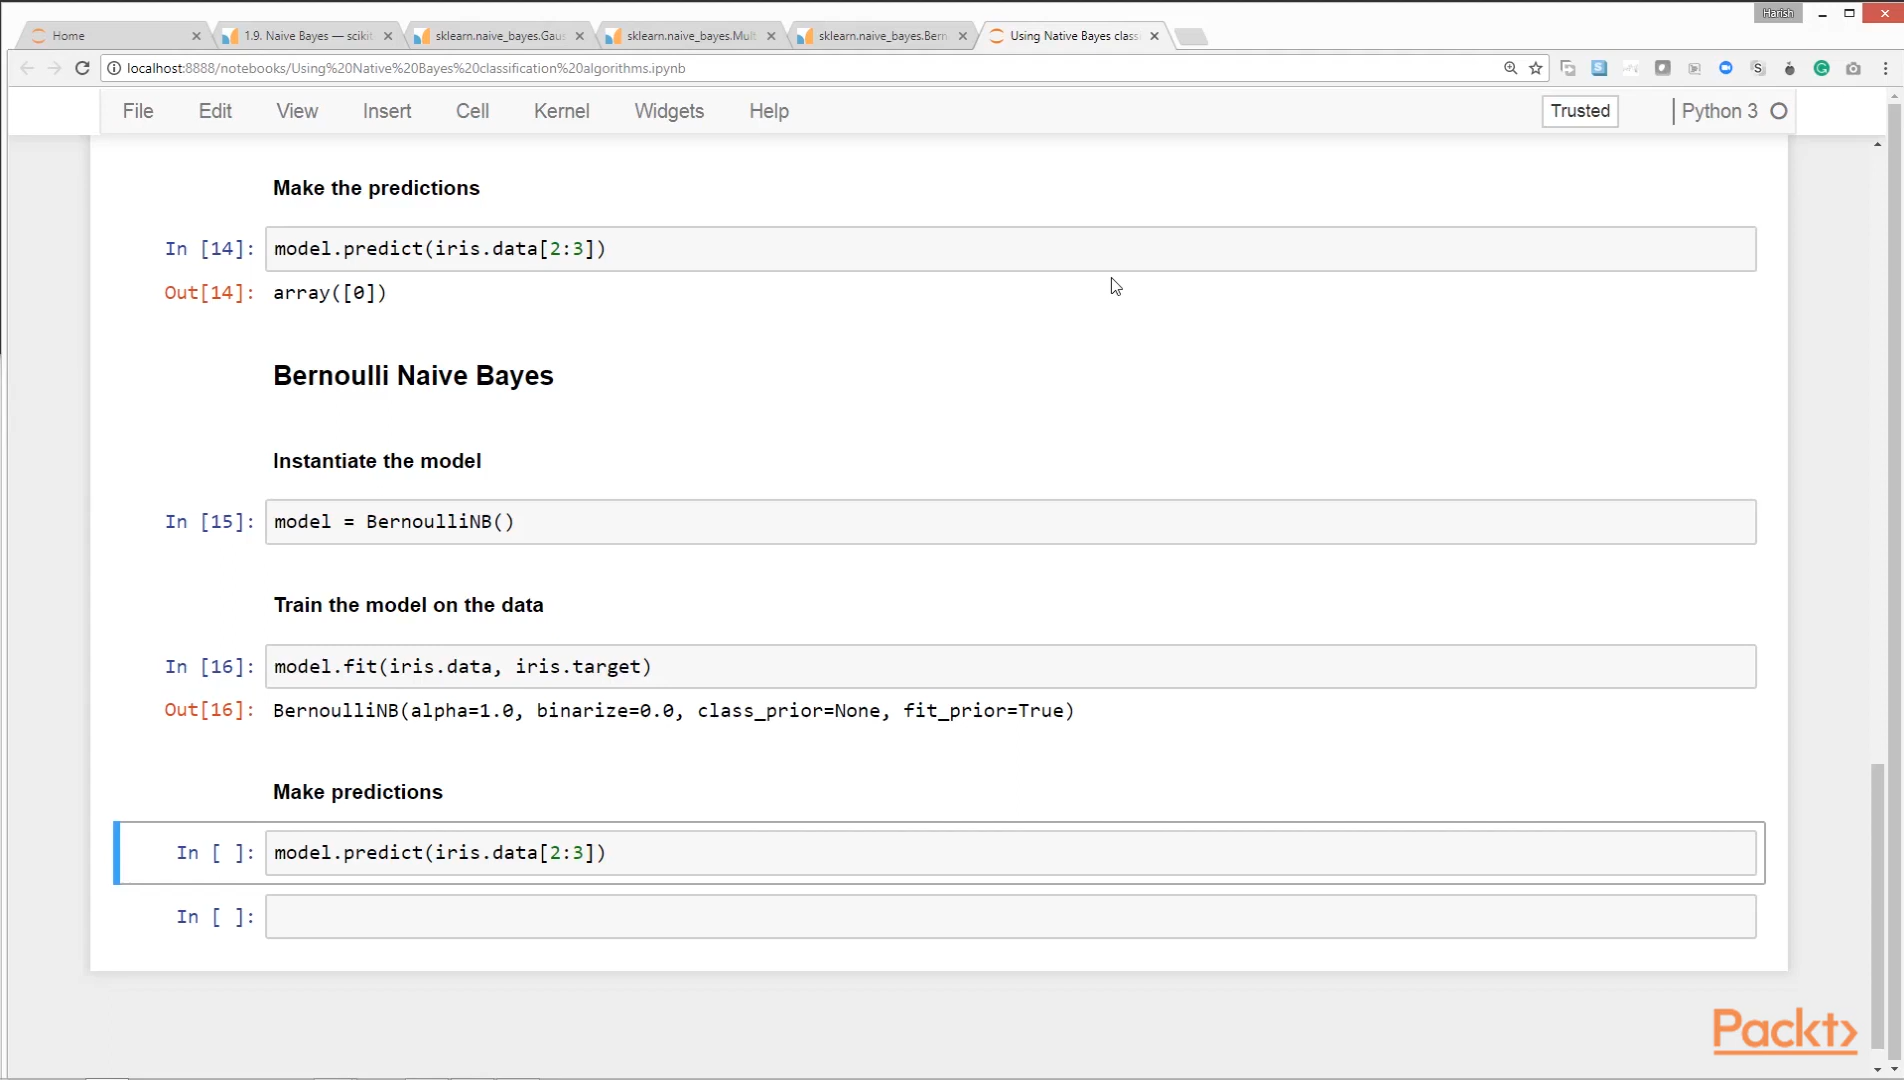 Harish
Home
1.9. Naive Bayes — scikit
sklearn.naive_bayes.Gaus
sklearn.naive_bayes.Mult
sklearn.naive_bayes.Bern
Using Native Bayes class
localhost:8888/notebooks/Using%20Native%20Bayes%20classification%20algorithms.ipynb
File Edit View Insert Cell Kernel Widgets Help Trusted Python 3
Make the predictions
In [14]: model.predict(iris.data[2:3])
Out[14]: array([0])
Bernoulli Naive Bayes
Instantiate the model
In [15]: model = BernoulliNB()
Train the model on the data
In [16]: model.fit(iris.data, iris.target)
Out[16]: BernoulliNB(alpha=1.0, binarize=0.0, class_prior=None, fit_prior=True)
Make predictions
In [ ]: model.predict(iris.data[2:3])
In [ ]:
Packt>